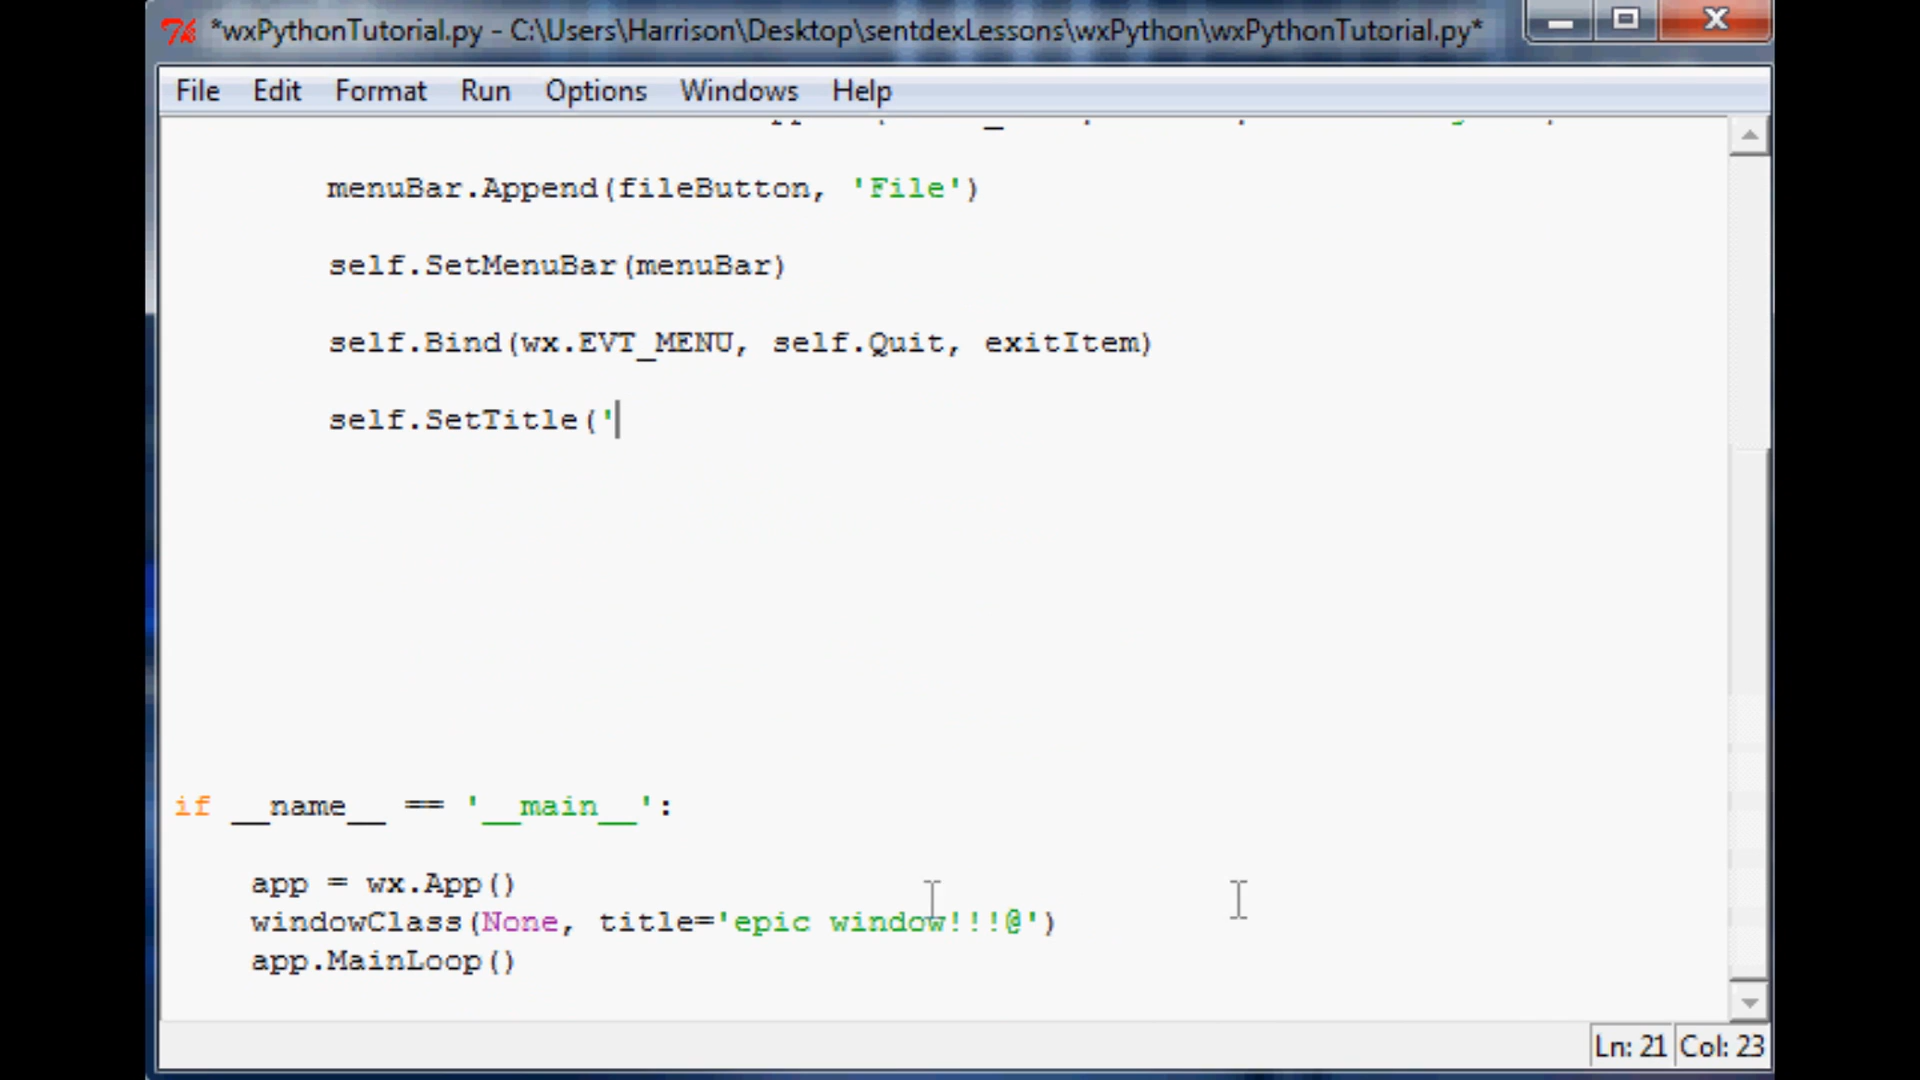 *wxPythonTutorial.py - C:\Users\Harrison\Desktop\sentdexLessons\wxPython\wxPythonTutorial.py*
File Edit Format Run Options Windows Help
menuBar.Append(fileButton, 'File')
self.SetMenuBar(menuBar)
self.Bind(wx.EVT_MENU, self.Quit, exitItem)
self.SetTitle('
if __name__ == '__main__':
app = wx.App()
windowClass(None, title='epic window!!!@')
app.MainLoop()
Ln: 21 Col: 23